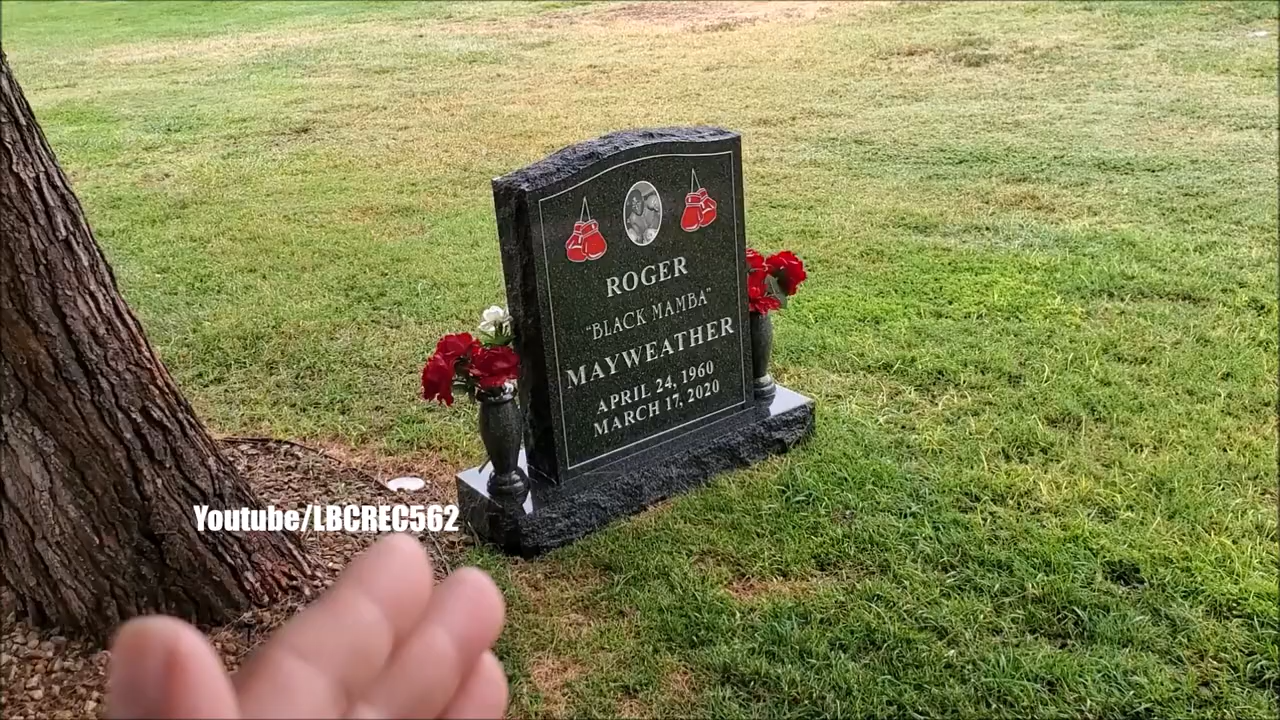 ROGER
"BLACK MAMBA"
MAYWEATHER
APRIL 24, 1960
MARCH 17, 2020
Youtube/LBCREC562